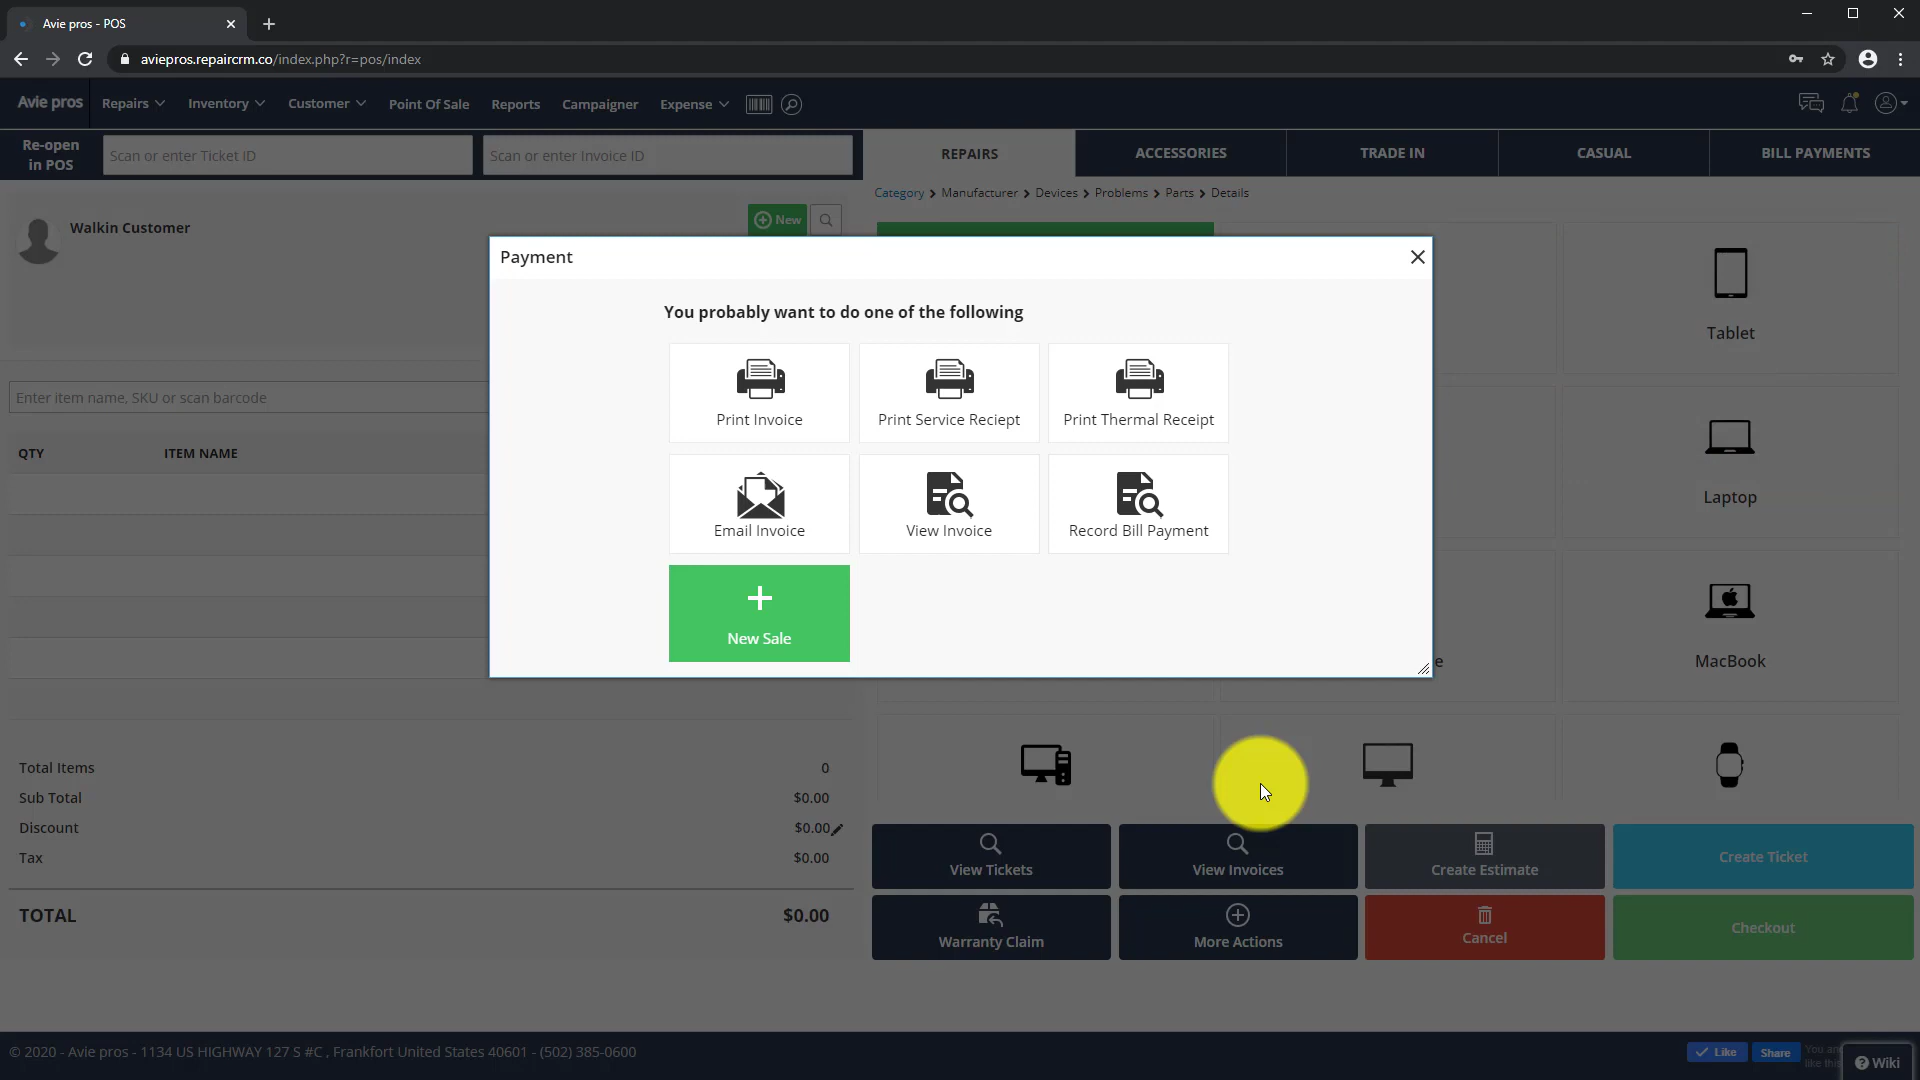 Avie pros - POS
aviepros.repaircrm.co/index.php?r=pos/index
Avie pros Repairs Inventory Customer Point Of Sale Reports Campaigner Expense
Re-open in POS
Scan or enter Ticket ID
Scan or enter Invoice ID
REPAIRS ACCESSORIES TRADE IN CASUAL BILL PAYMENTS
Category > Manufacturer > Devices > Problems > Parts > Details
Walkin Customer
New
Payment
You probably want to do one of the following
Print Invoice Print Service Reciept Print Thermal Receipt
Email Invoice View Invoice Record Bill Payment
New Sale
Tablet
Laptop
MacBook
e
Enter item name, SKU or scan barcode
QTY ITEM NAME
Total Items 0
Sub Total $0.00
Discount $0.00
Tax $0.00
TOTAL $0.00
View Tickets View Invoices Create Estimate Create Ticket
Warranty Claim More Actions Cancel Checkout
© 2020 - Avie pros - 1134 US HIGHWAY 127 S #C , Frankfort United States 40601 - (502) 385-0600
Like Share
You an
like this
Wiki